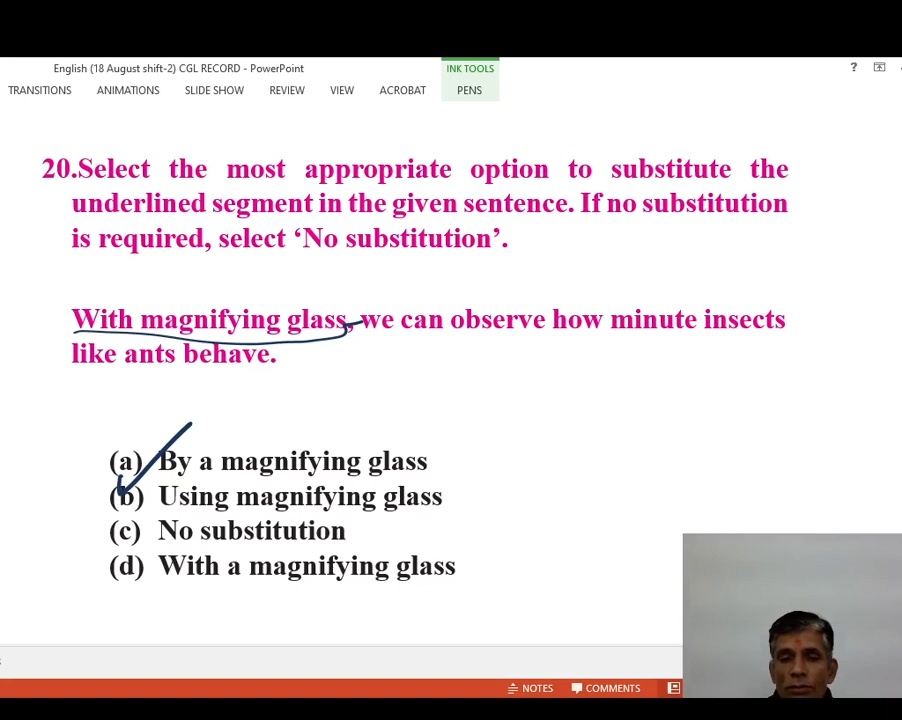 English (18 August shift-2) CGL RECORD - PowerPoint
INK TOOLS
?
TRANSITIONS ANIMATIONS SLIDE SHOW REVIEW VIEW ACROBAT PENS
20.Select the most appropriate option to substitute the
underlined segment in the given sentence. If no substitution
is required, select ‘No substitution’.
With magnifying glass, we can observe how minute insects
like ants behave.
(a) By a magnifying glass
(b) Using magnifying glass
(c) No substitution
(d) With a magnifying glass
NOTES COMMENTS